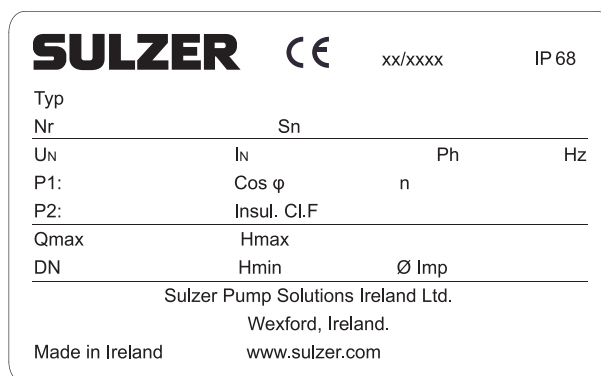 SULZER CE xx/xxxx IP 68
Typ
Nr Sn
UN IN Ph Hz
P1: Cos φ n
P2: Insul. Cl.F
Qmax Hmax
DN Hmin Ø Imp
Sulzer Pump Solutions Ireland Ltd.
Wexford, Ireland.
Made in Ireland www.sulzer.com